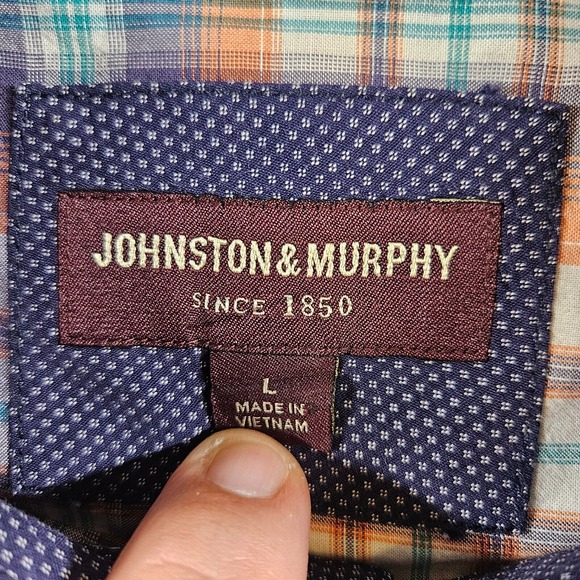 JOHNSTON & MURPHY
SINCE 1850
L
MADE IN
VIETNAM